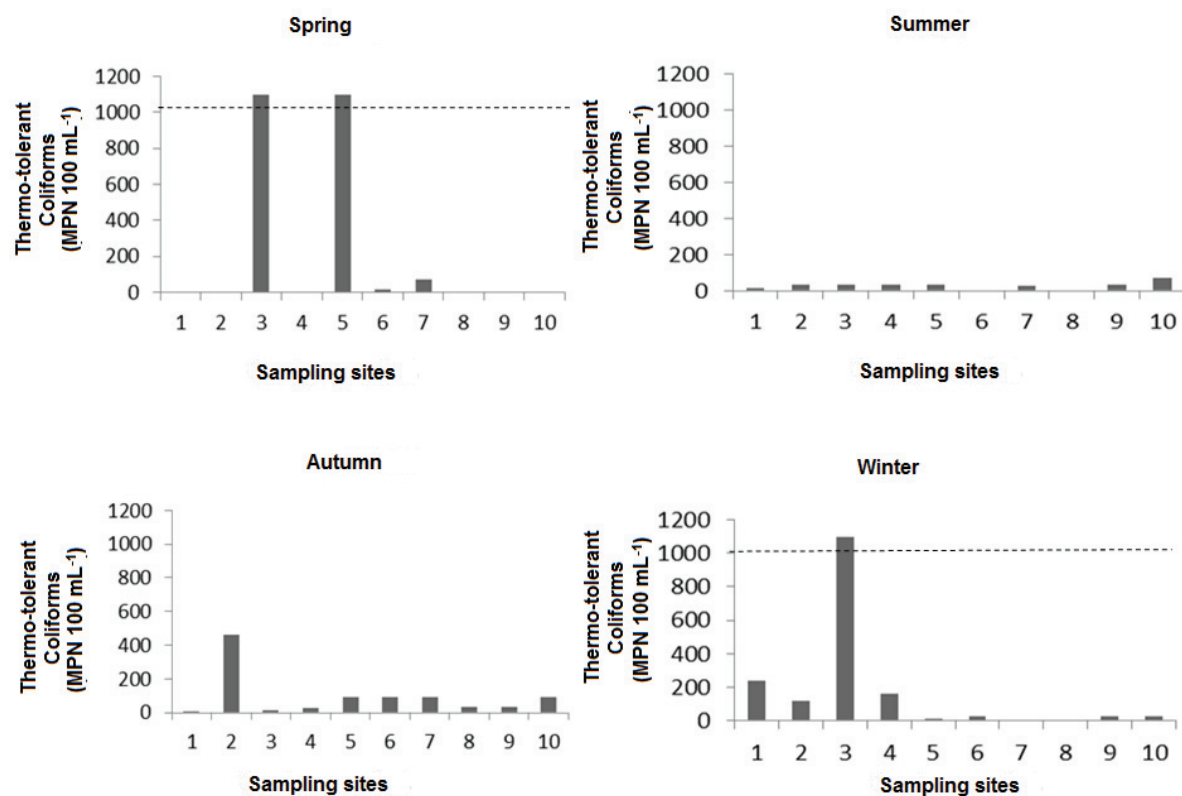 Spring
Thermo-tolerant
Coliforms
(MPN 100 mL⁻¹)
1200
1000
800
600
400
200
0
1 2 3 4 5 6 7 8 9 10
Sampling sites
Summer
Thermo-tolerant
Coliforms
(MPN 100 mL⁻¹)
1200
1000
800
600
400
200
0
1 2 3 4 5 6 7 8 9 10
Sampling sites
Autumn
Thermo-tolerant
Coliforms
(MPN 100 mL⁻¹)
1200
1000
800
600
400
200
0
1 2 3 4 5 6 7 8 9 10
Sampling sites
Winter
Thermo-tolerant
Coliforms
(MPN 100 mL⁻¹)
1200
1000
800
600
400
200
0
1 2 3 4 5 6 7 8 9 10
Sampling sites